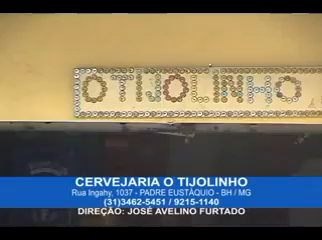 O TIJOLINHO
CERVEJARIA O TIJOLINHO
Rua Ingahy, 1037 - PADRE EUSTÁQUIO - BH / MG
(31)3462-5451 / 9215-1140
DIREÇÃO: JOSÉ AVELINO FURTADO